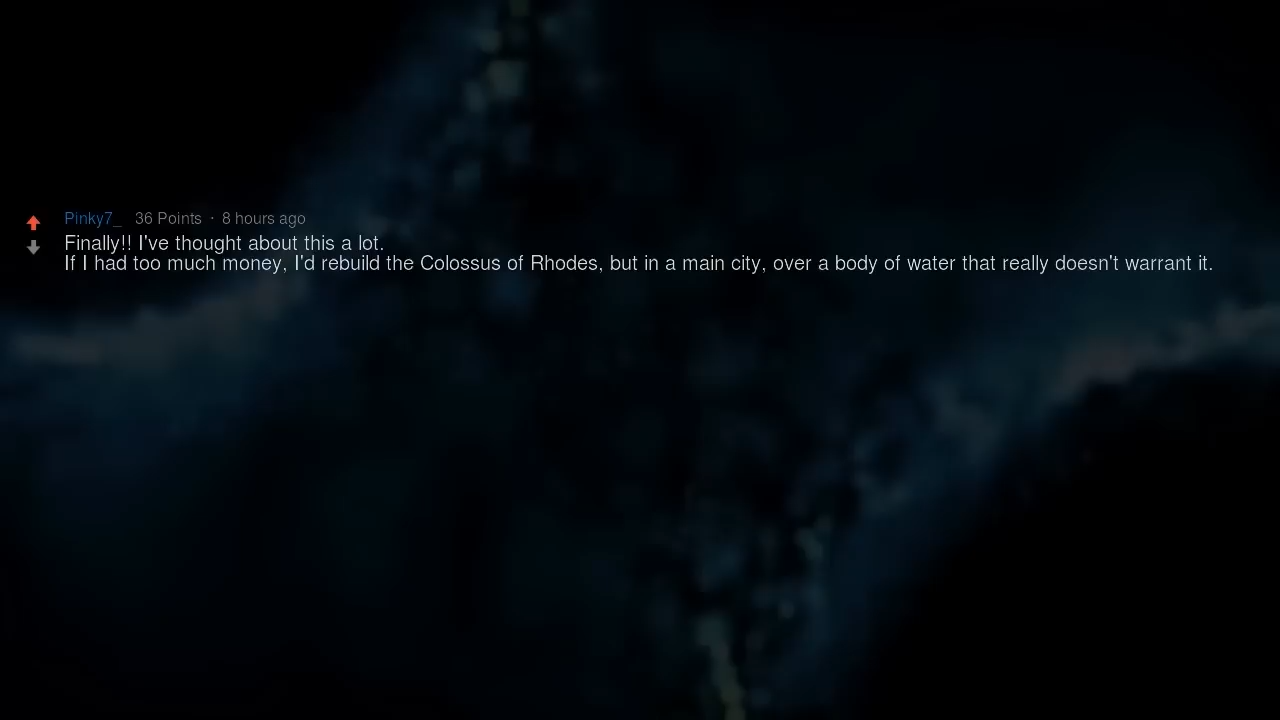 Pinky7_ 36 Points · 8 hours ago
Finally!! I've thought about this a lot.
If I had too much money, I'd rebuild the Colossus of Rhodes, but in a main city, over a body of water that really doesn't warrant it.